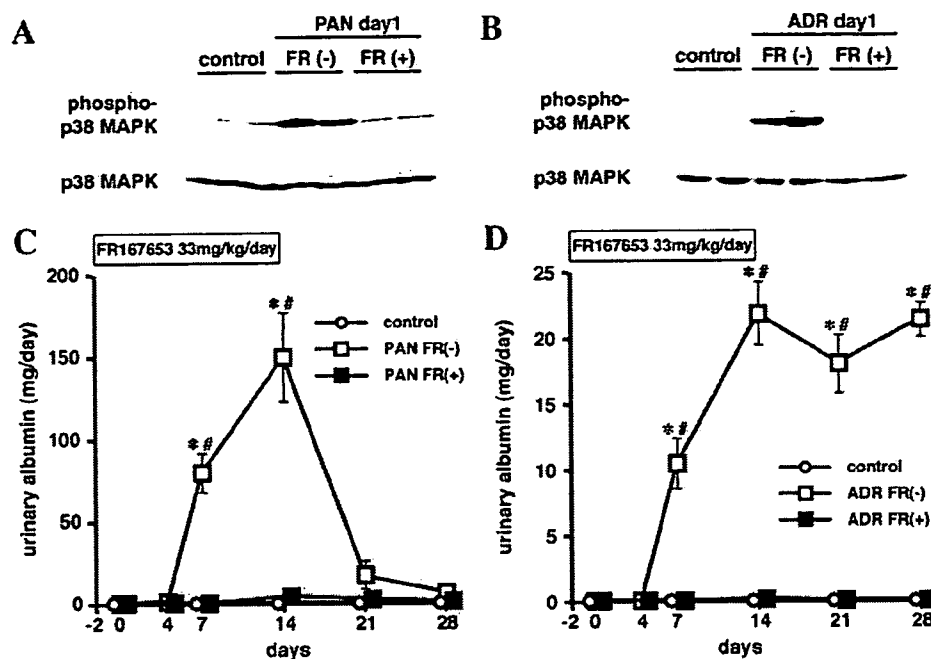 A
PAN day1
control FR (-) FR (+)
phospho-
p38 MAPK
p38 MAPK
B
ADR day1
control FR (-) FR (+)
phospho-
p38 MAPK
p38 MAPK
C
FR167653 33mg/kg/day
urinary albumin (mg/day)
200
150
100
50
0
* #
* #
control
PAN FR(-)
PAN FR(+)
-2 0 4 7 14 21 28
days
D
FR167653 33mg/kg/day
urinary albumin (mg/day)
25
20
15
10
5
0
* #
* #
* #
* #
control
ADR FR(-)
ADR FR(+)
-2 0 4 7 14 21 28
days